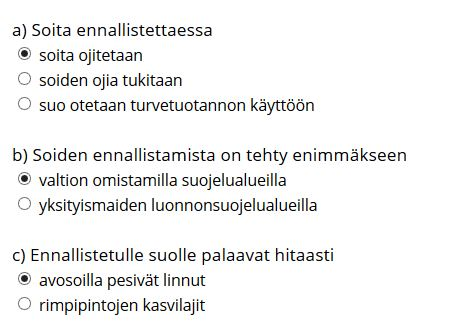 a) Soita ennallistettaessa
soita ojitetaan
soiden ojia tukitaan
suo otetaan turvetuotannon käyttöön
b) Soiden ennallistamista on tehty enimmäkseen
valtion omistamilla suojelualueilla
yksityismaiden luonnonsuojelualueilla
c) Ennallistetulle suolle palaavat hitaasti
avosoilla pesivät linnut
rimpipintojen kasvilajit